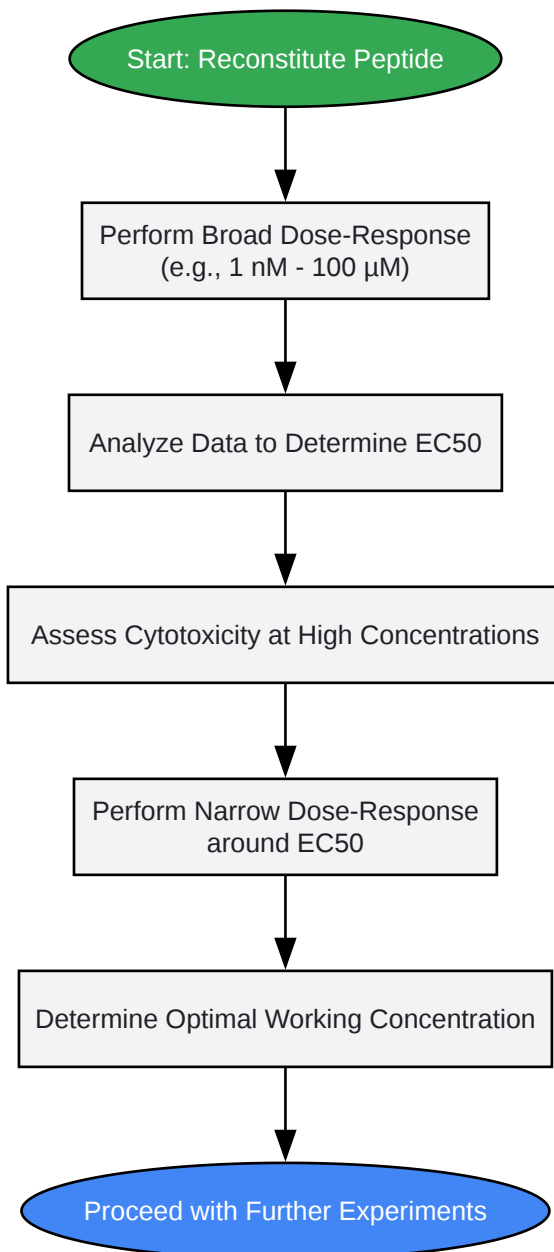 Start: Reconstitute Peptide
Perform Broad Dose-Response
(e.g., 1 nM - 100 µM)
Analyze Data to Determine EC50
Assess Cytotoxicity at High Concentrations
Perform Narrow Dose-Response
around EC50
Determine Optimal Working Concentration
Proceed with Further Experiments